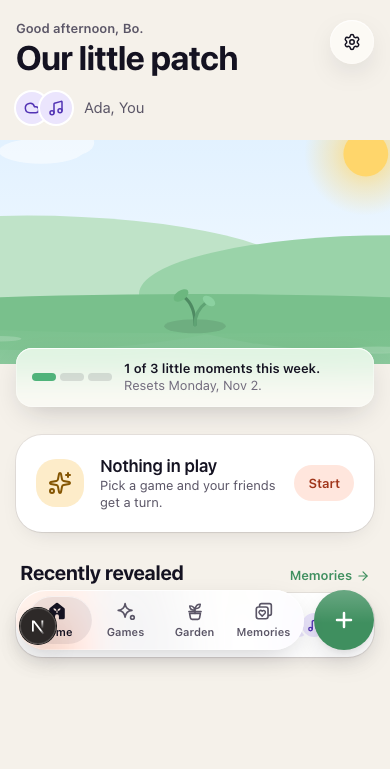 Good afternoon, Bo.
Our little patch
Ada, You
1 of 3 little moments this week.
Resets Monday, Nov 2.
Nothing in play
Pick a game and your friends
get a turn.
Start
Recently revealed
Memories →
N
Games
Garden
Memories
+